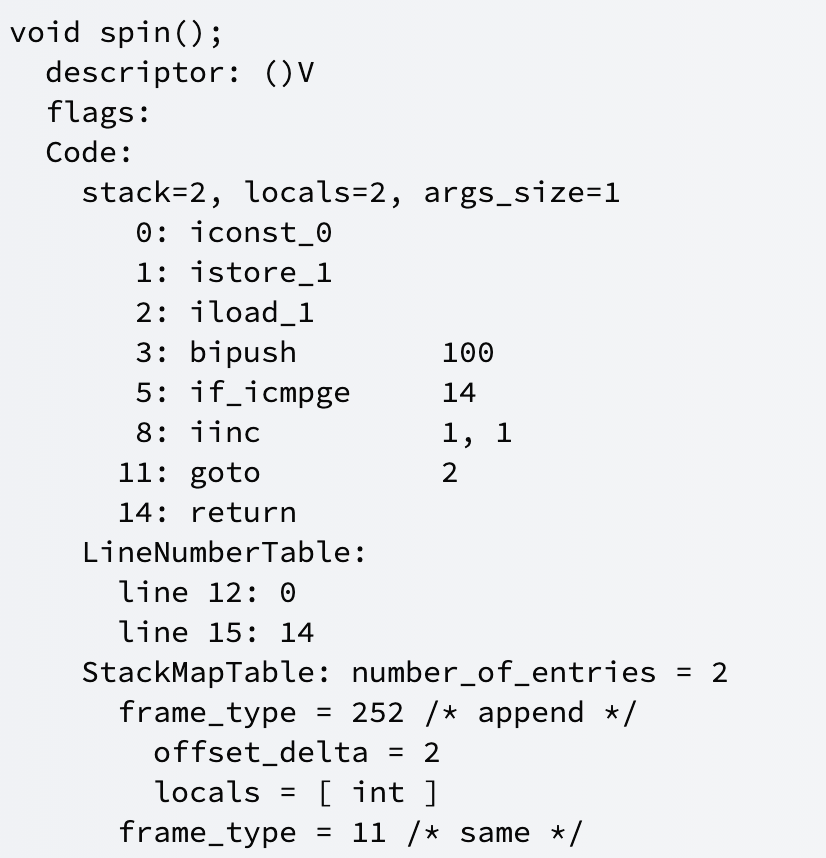 void spin();
descriptor: ()V
flags:
Code:
stack=2, locals=2, args_size=1
0: iconst_0
1: istore_1
2: iload_1
3: bipush 100
5: if_icmpge 14
8: iinc 1, 1
11: goto 2
14: return
LineNumberTable:
line 12: 0
line 15: 14
StackMapTable: number_of_entries = 2
frame_type = 252 /* append */
offset_delta = 2
locals = [ int ]
frame_type = 11 /* same */